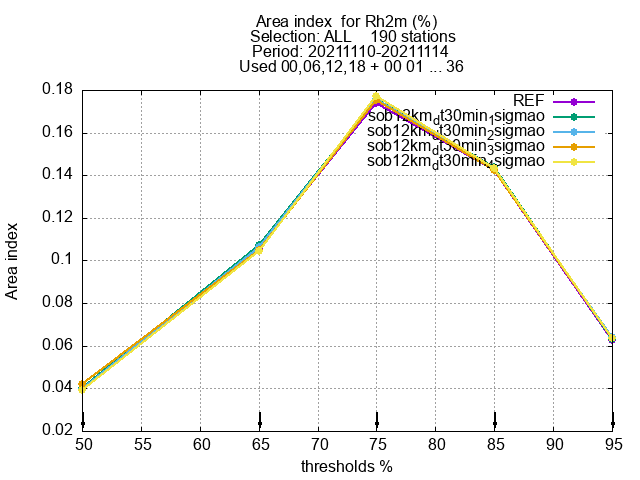 Area index for Rh2m (%)
Selection: ALL 190 stations
Period: 20211110-20211114
Used 00,06,12,18 + 00 01 ... 36
0.18
0.16
0.14
0.12
0.1
0.08
0.06
0.04
0.02
Area index
REF
sob12km_dt30min_1sigmao
sob12km_dt30min_2sigmao
sob12km_dt30min_3sigmao
sob12km_dt30min_4sigmao
50 55 60 65 70 75 80 85 90 95
thresholds %